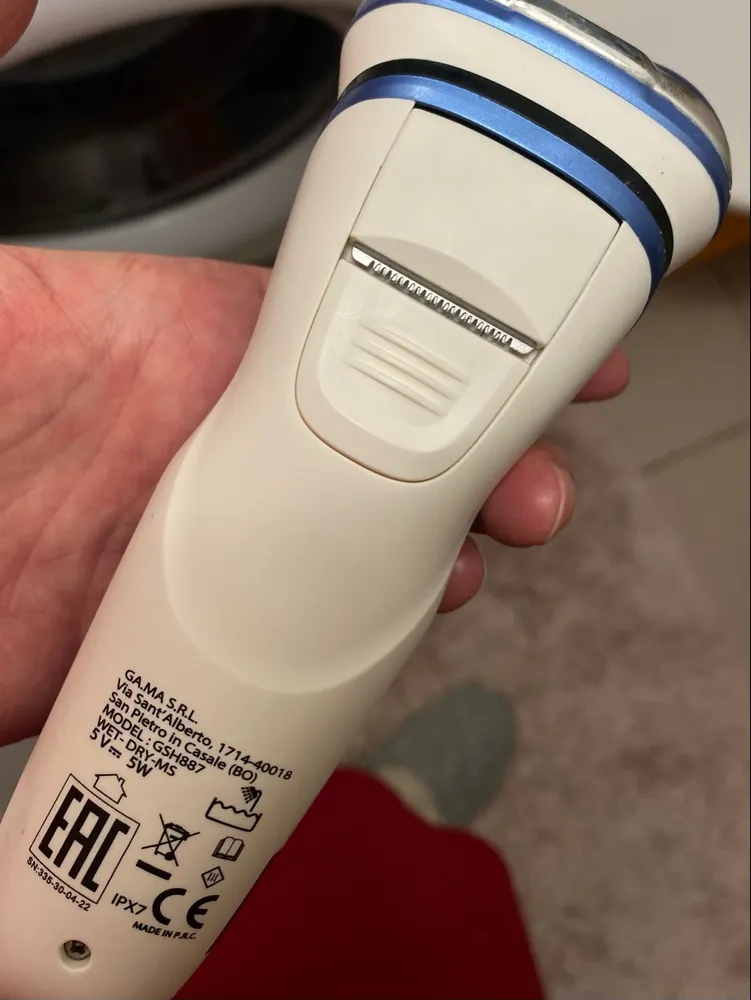 GA.MA S.R.L.
Via Sant'Alberto, 1714-40018
San Pietro in Casale (BO)
MODEL : GSH887
WET- DRY-MS
5V⎓ 5W
EAC
SN:335-30-04-22
IPX7 CE
MADE IN P.R.C.